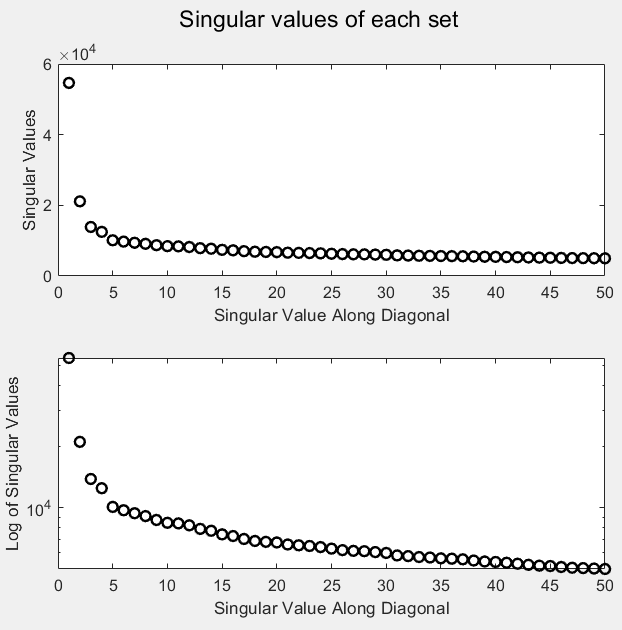 Singular values of each set
×10⁴
6
4
2
0
Singular Values
0 5 10 15 20 25 30 35 40 45 50
Singular Value Along Diagonal
10⁴
Log of Singular Values
0 5 10 15 20 25 30 35 40 45 50
Singular Value Along Diagonal